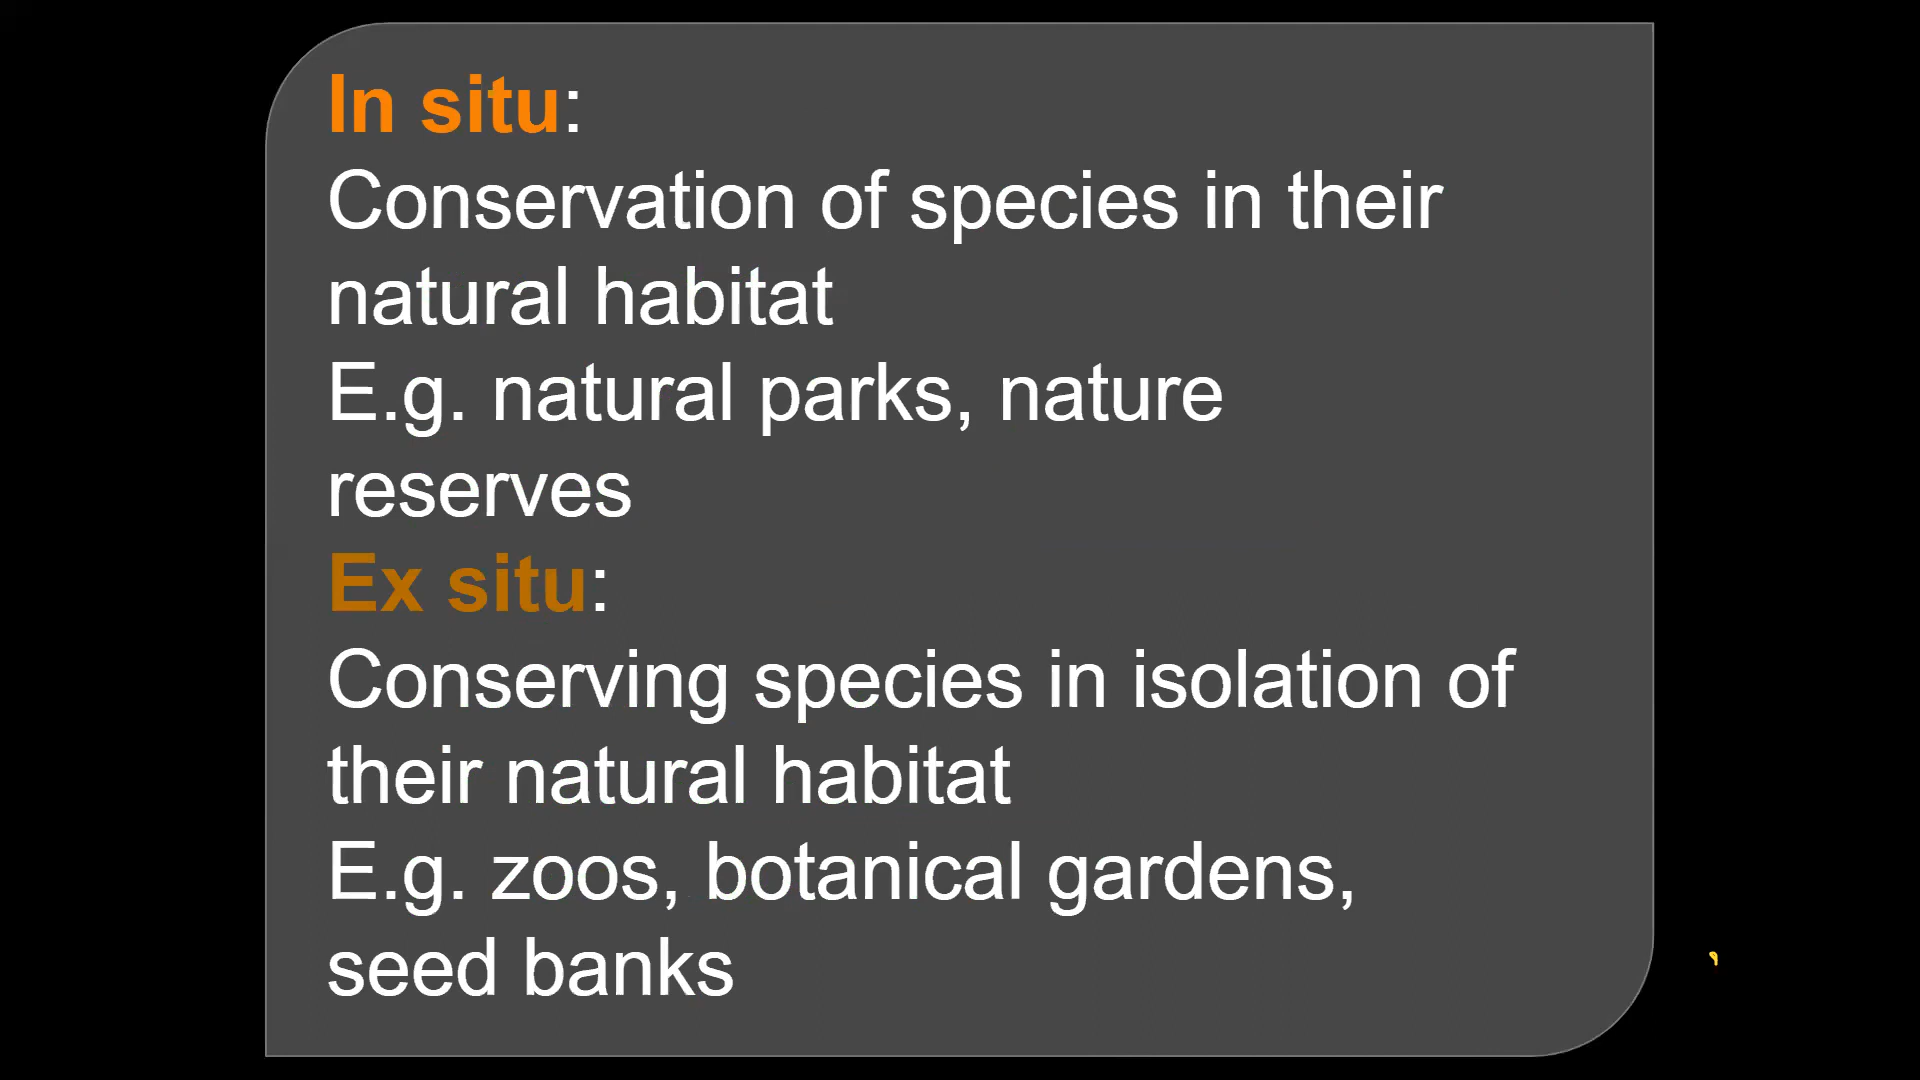 In situ:
Conservation of species in their
natural habitat
E.g. natural parks, nature
reserves
Ex situ:
Conserving species in isolation of
their natural habitat
E.g. zoos, botanical gardens,
seed banks